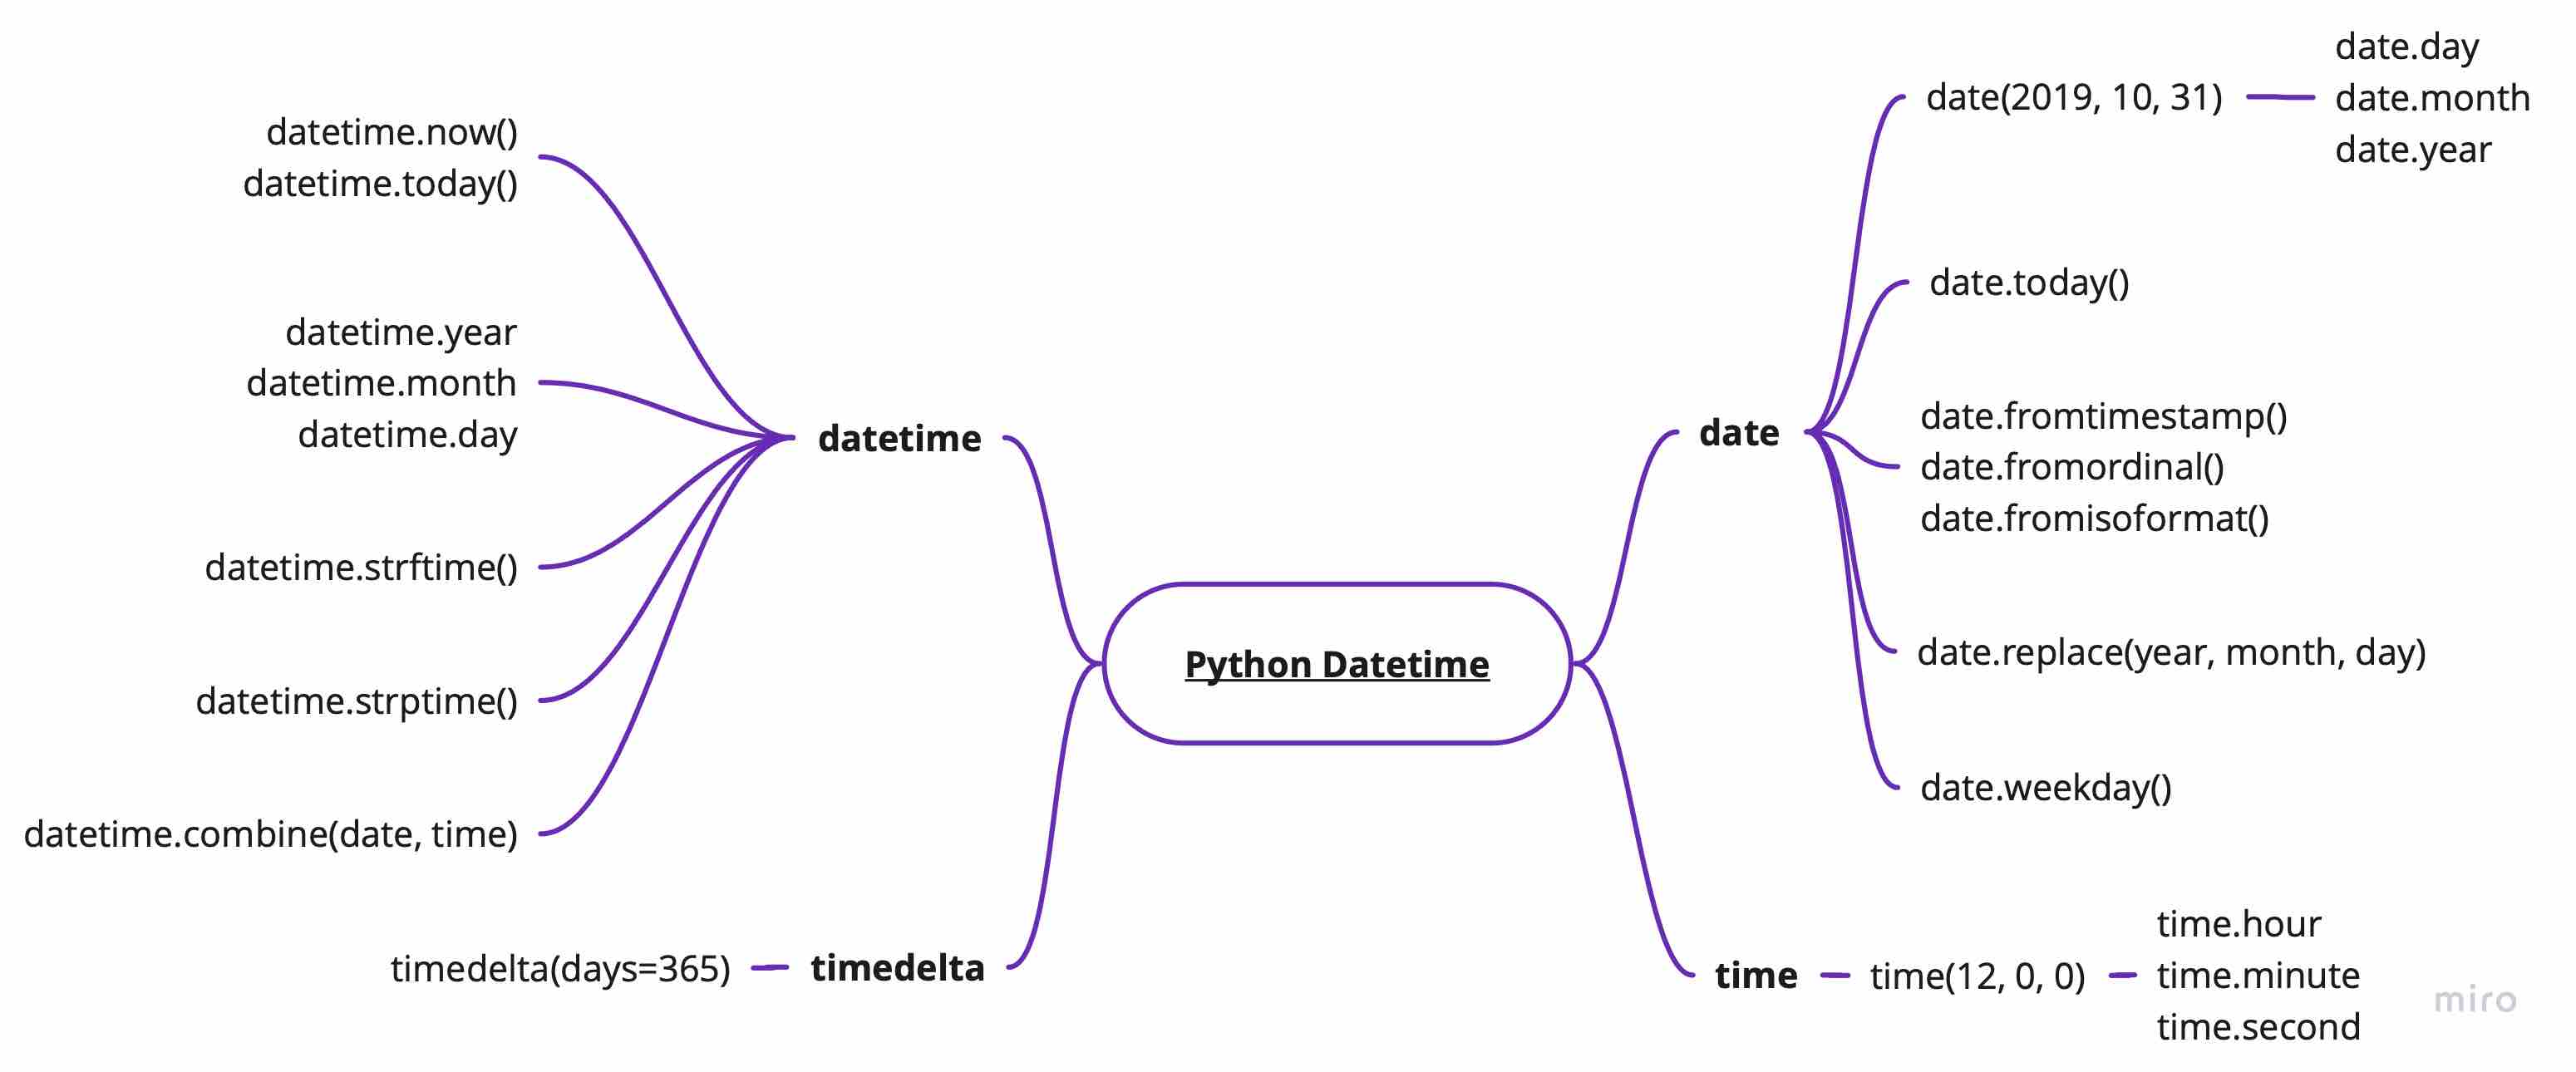 datetime.now()
datetime.today()
datetime.year
datetime.month
datetime.day
datetime.strftime()
datetime.strptime()
datetime.combine(date, time)
datetime
timedelta(days=365)
timedelta
Python Datetime
date
date(2019, 10, 31)
date.day
date.month
date.year
date.today()
date.fromtimestamp()
date.fromordinal()
date.fromisoformat()
date.replace(year, month, day)
date.weekday()
time
time(12, 0, 0)
time.hour
time.minute
time.second
miro